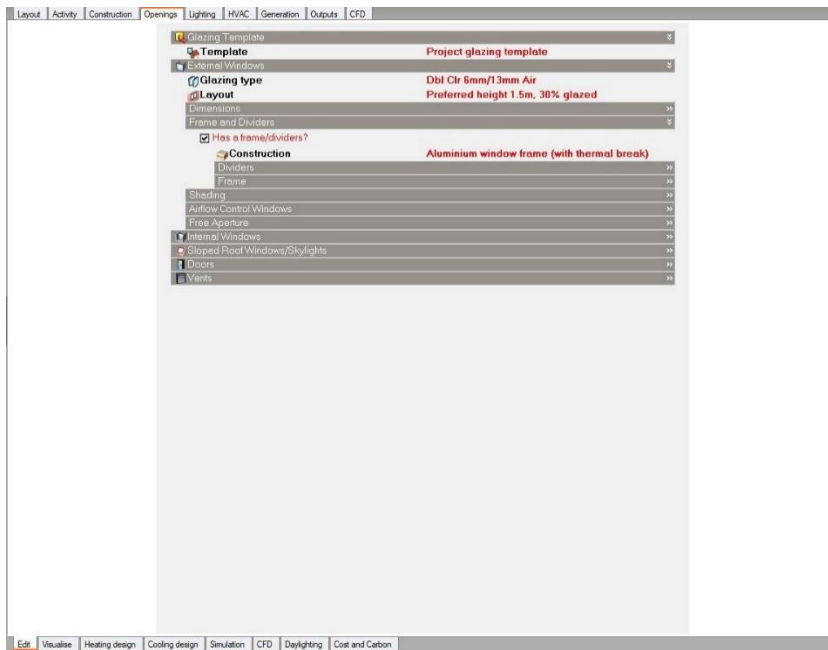 Layout Activity Construction Openings Lighting HVAC Generation Outputs CFD
Glazing Template
Template Project glazing template
External Windows
Glazing type Dbl Clr 6mm/13mm Air
Layout Preferred height 1.5m, 30% glazed
Dimensions
Frame and Dividers
Has a frame/dividers?
Construction Aluminium window frame (with thermal break)
Dividers
Frame
Shading
Airflow Control Windows
Free Aperture
Internal Windows
Sloped Roof Windows/Skylights
Doors
Vents
Edit Visualise Heating design Cooling design Simulation CFD Daylighting Cost and Carbon